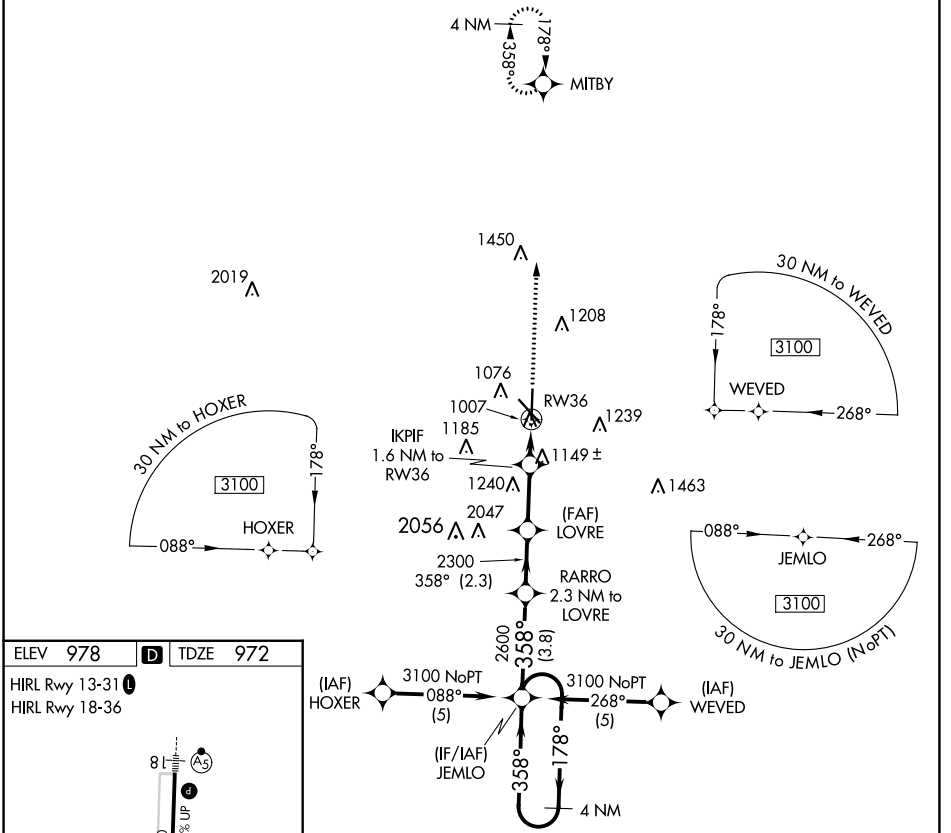 4 NM
358°
178°
MITBY
1450
2019
1208
30 NM to WEVED
178°
3100
WEVED
268°
1076
1007
RW36
1239
1185
IKPIF
1.6 NM to
RW36
1149 ±
1240
1463
30 NM to HOXER
178°
3100
HOXER
088°
2056
2047
(FAF)
LOVRE
088°
268°
JEMLO
3100
30 NM to JEMLO (NoPT)
2300
358° (2.3)
RARRO
2.3 NM to
LOVRE
2600
358°
(3.8)
ELEV 978
D
TDZE 972
HIRL Rwy 13-31 L
HIRL Rwy 18-36
(IAF)
HOXER
3100 NoPT
088°
(5)
3100 NoPT
268°
(5)
(IAF)
WEVED
(IF/IAF)
JEMLO
358°
178°
4 NM
18
A5
P
% UP